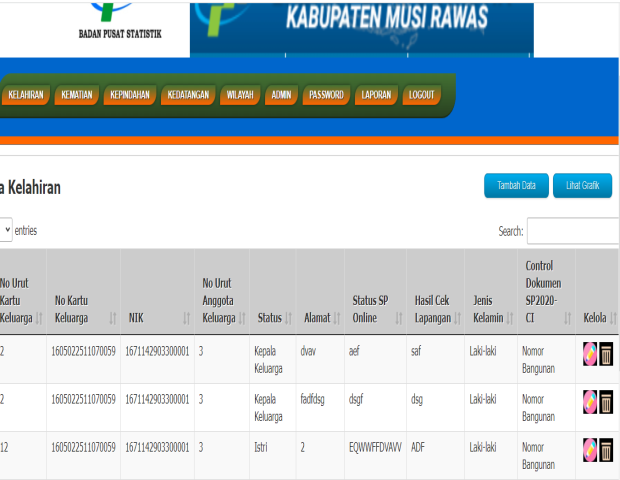 BADAN PUSAT STATISTIK
KABUPATEN MUSI RAWAS
KELAHIRAN KEMATIAN KEPINDAHAN KEDATANGAN WILAYAH ADMIN PASSWORD LAPORAN LOGOUT
a Kelahiran
Tambah Data Lihat Grafik
entries
Search:
No Urut Kartu Keluarga No Kartu Keluarga NIK No Urut Anggota Keluarga Status Alamat Status SP Online Hasil Cek Lapangan Jenis Kelamin Control Dokumen SP2020-CI Kelola
2 1605022511070059 1671142903300001 3 Kepala Keluarga dvav aef saf Laki-laki Nomor Bangunan
2 1605022511070059 1671142903300001 3 Kepala Keluarga fadfdsg dsgf dsg Laki-laki Nomor Bangunan
12 1605022511070059 1671142903300001 3 Istri 2 EQWWFFDVAVV ADF Laki-laki Nomor Bangunan